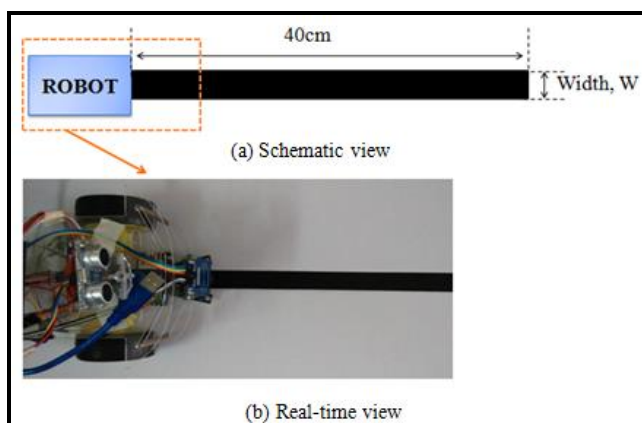 40cm
ROBOT
Width, W
(a) Schematic view
(b) Real-time view